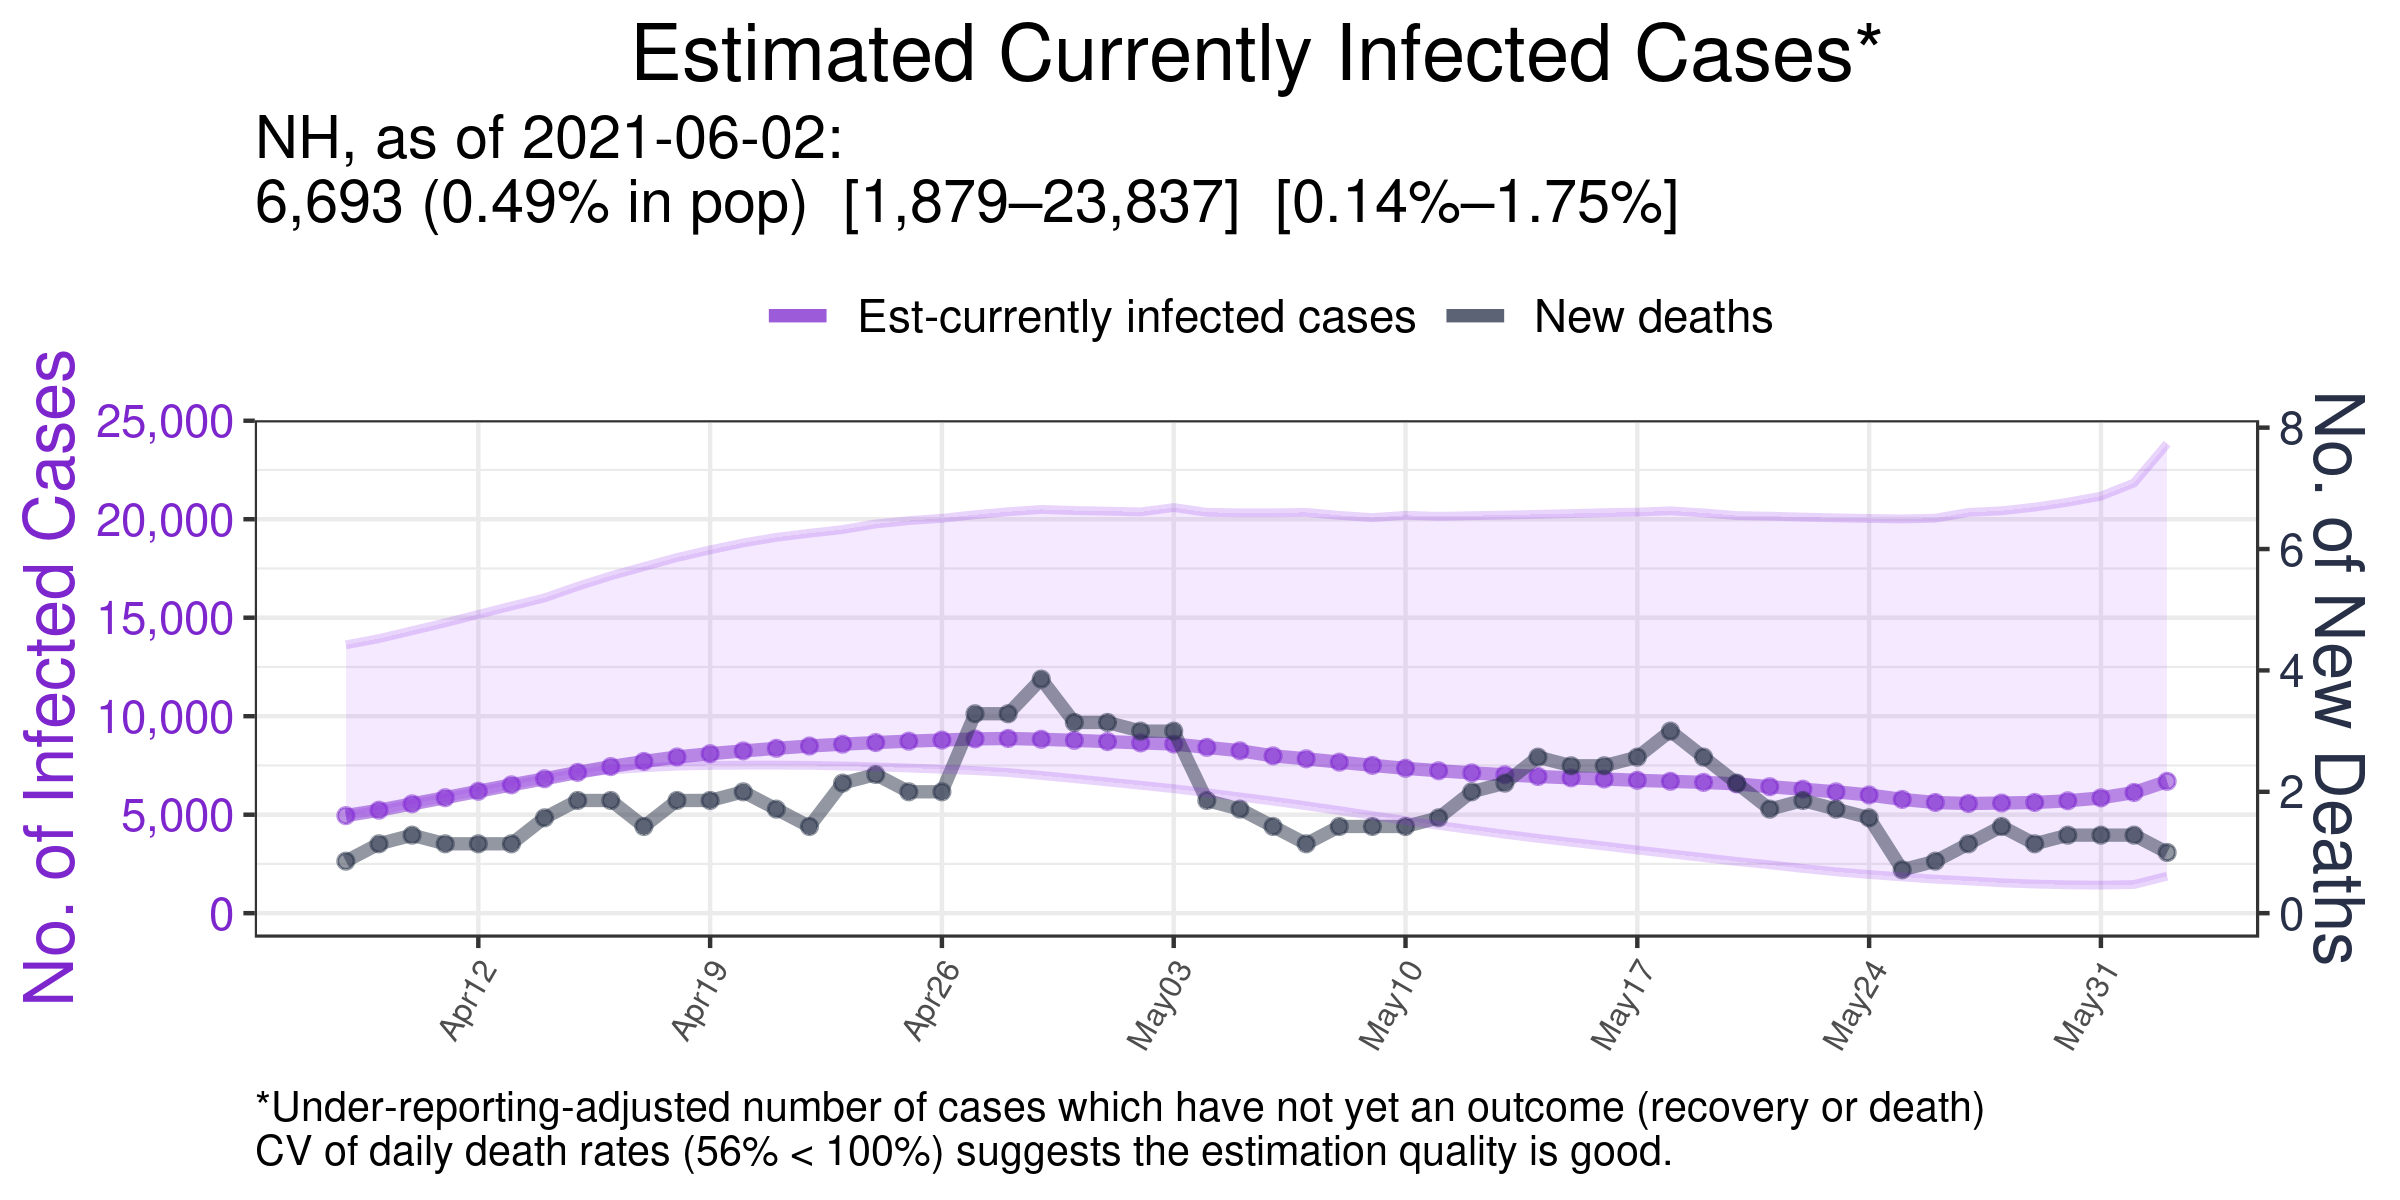 Estimated Currently Infected Cases*
NH, as of 2021-06-02:
6,693 (0.49% in pop)  [1,879–23,837]  [0.14%–1.75%]
Est-currently infected cases
New deaths
No. of Infected Cases
25,000
20,000
15,000
10,000
5,000
0
8
6
4
2
0
No. of New Deaths
Apr12
Apr19
Apr26
May03
May10
May17
May24
May31
*Under-reporting-adjusted number of cases which have not yet an outcome (recovery or death)
CV of daily death rates (56% < 100%) suggests the estimation quality is good.